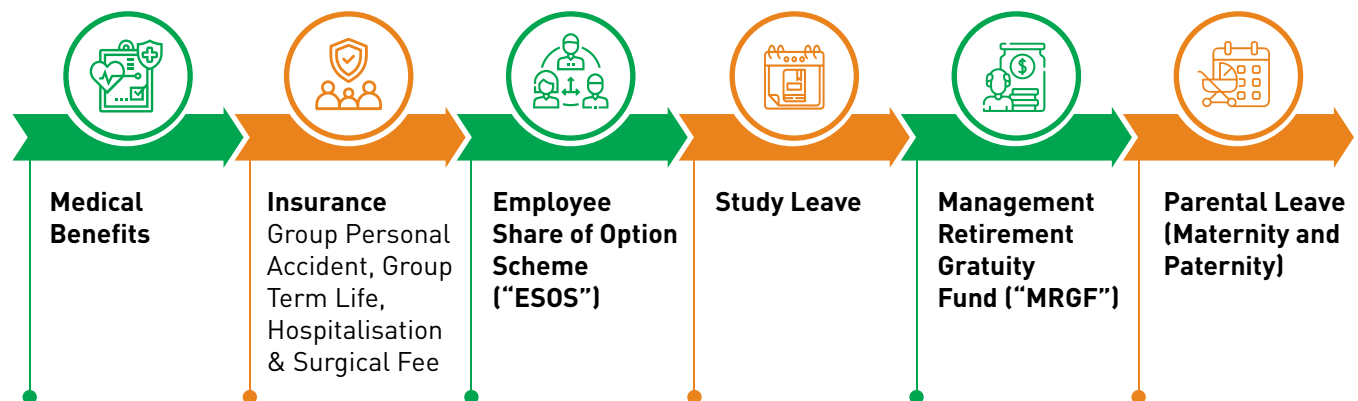 Medical
Benefits
Insurance
Group Personal
Accident, Group
Term Life,
Hospitalisation
& Surgical Fee
Employee
Share of Option
Scheme
(“ESOS”)
Study Leave
Management
Retirement
Gratuity
Fund (“MRGF”)
Parental Leave
(Maternity and
Paternity)